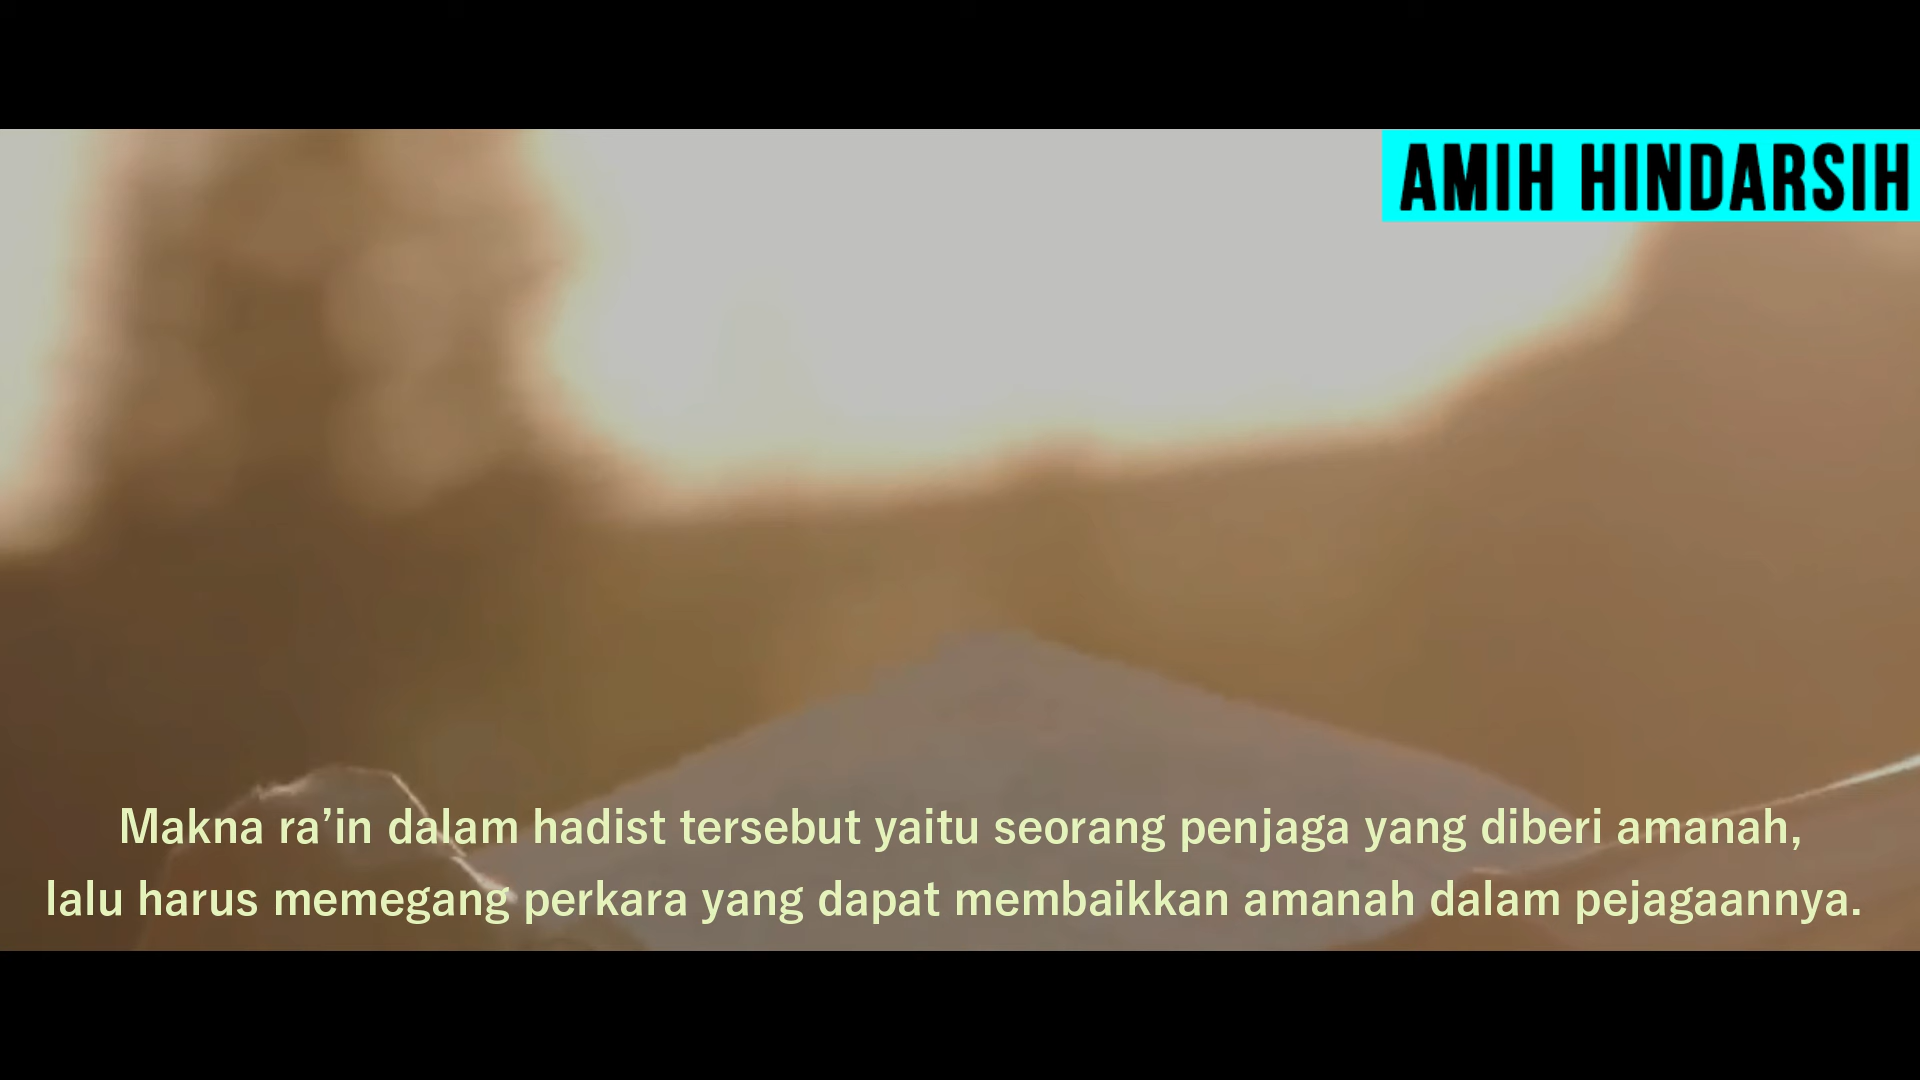 AMIH HINDARSIH
Makna ra’in dalam hadist tersebut yaitu seorang penjaga yang diberi amanah,
lalu harus memegang perkara yang dapat membaikkan amanah dalam pejagaannya.